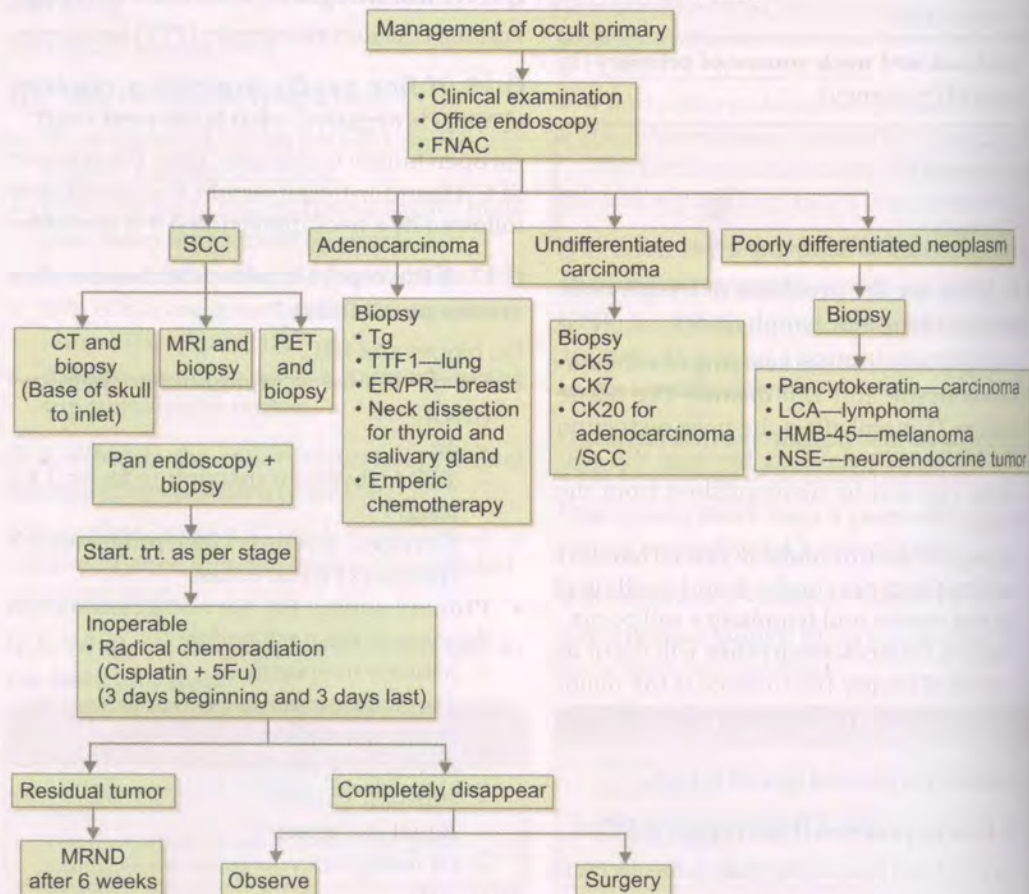 Management of occult primary
• Clinical examination
• Office endoscopy
• FNAC
SCC
Adenocarcinoma
Undifferentiated
carcinoma
Poorly differentiated neoplasm
CT and
biopsy
(Base of skull
to inlet)
MRI and
biopsy
PET
and
biopsy
Biopsy
Tg
• TTF1—lung
• ER/PR—breast
• Neck dissection
for thyroid and
salivary gland
• Emperic
chemotherapy
Biopsy
• CK5
• CK7
• CK20 for
adenocarcinoma
/SCC
Biopsy
• Pancytokeratin—carcinoma
• LCA—lymphoma
• HMB-45—melanoma
• NSE—neuroendocrine tumor
Pan endoscopy +
biopsy
Start. trt. as per stage
Inoperable
• Radical chemoradiation
(Cisplatin + 5Fu)
(3 days beginning and 3 days last)
Residual tumor
Completely disappear
MRND
after 6 weeks
Observe
Surgery